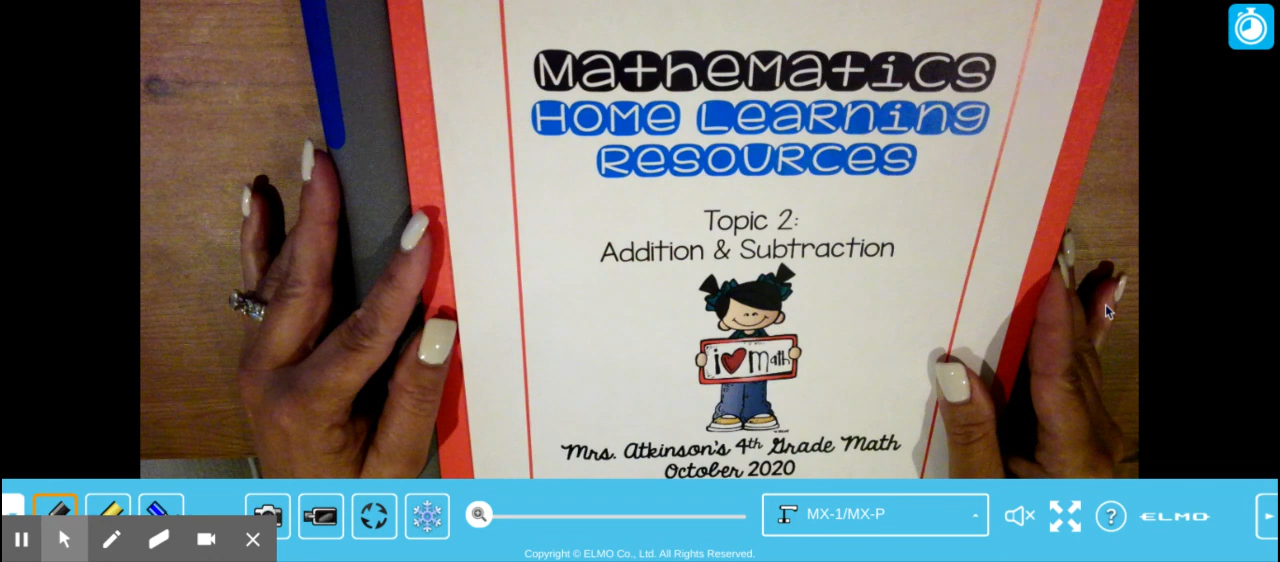 Mathematics
Home Learning
Resources
Topic 2:
Addition & Subtraction
i ❤ math
Mrs. Atkinson's 4th Grade Math
October 2020
MX-1/MX-P
?
ELMO
Copyright © ELMO Co., Ltd. All Rights Reserved.